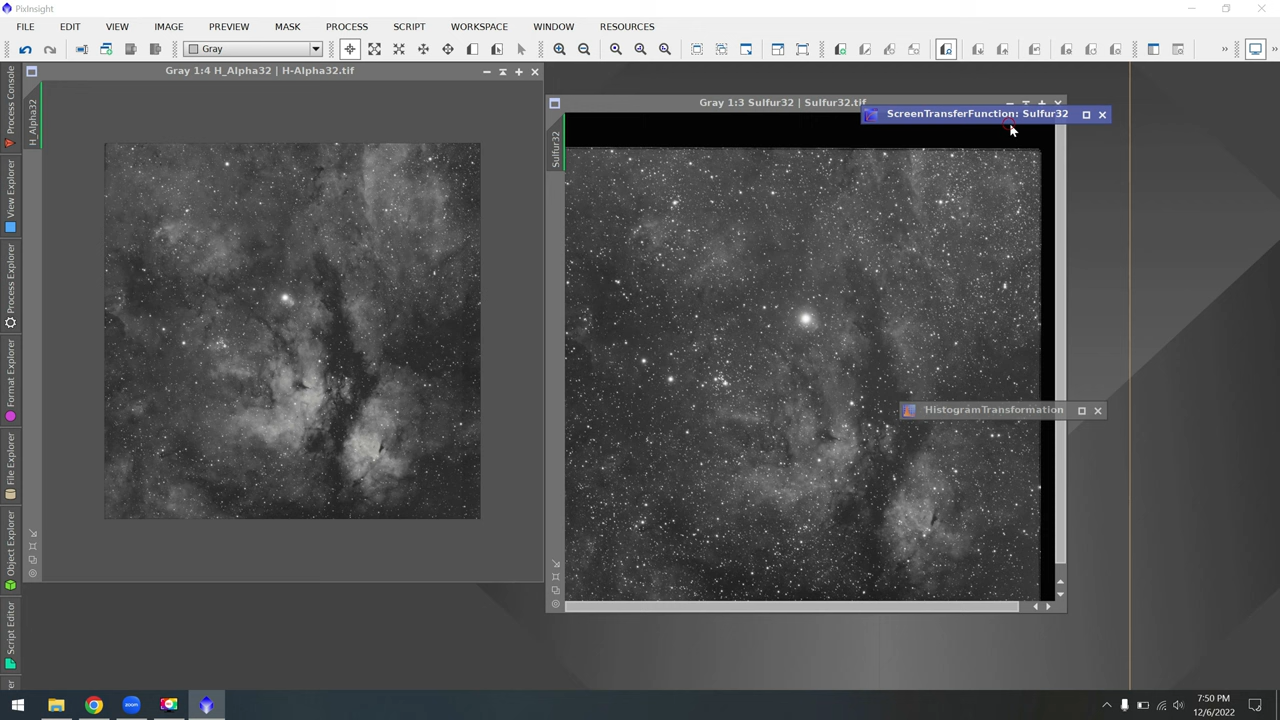 PixInsight
FILE EDIT VIEW IMAGE PREVIEW MASK PROCESS SCRIPT WORKSPACE WINDOW RESOURCES
Gray
Gray 1:4 H_Alpha32 | H-Alpha32.tif
Gray 1:3 Sulfur32 | Sulfur32.tif
ScreenTransferFunction: Sulfur32
HistogramTransformation
H_Alpha32
Sulfur32
Process Console
View Explorer
Process Explorer
Format Explorer
File Explorer
Object Explorer
Script Editor
zoom
7:50 PM
12/6/2022